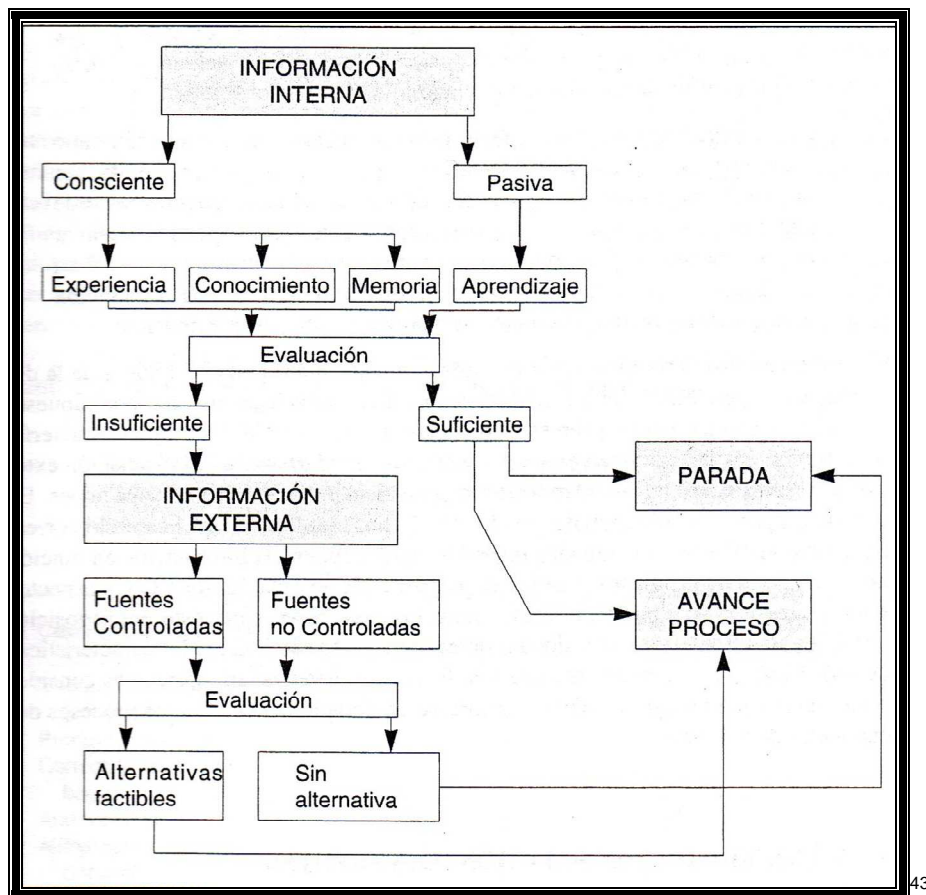 INFORMACIÓN
INTERNA
Consciente
Pasiva
Experiencia
Conocimiento
Memoria
Aprendizaje
Evaluación
Insuficiente
Suficiente
PARADA
INFORMACIÓN
EXTERNA
Fuentes
Controladas
Fuentes
no Controladas
AVANCE
PROCESO
Evaluación
Alternativas
factibles
Sin
alternativa
43